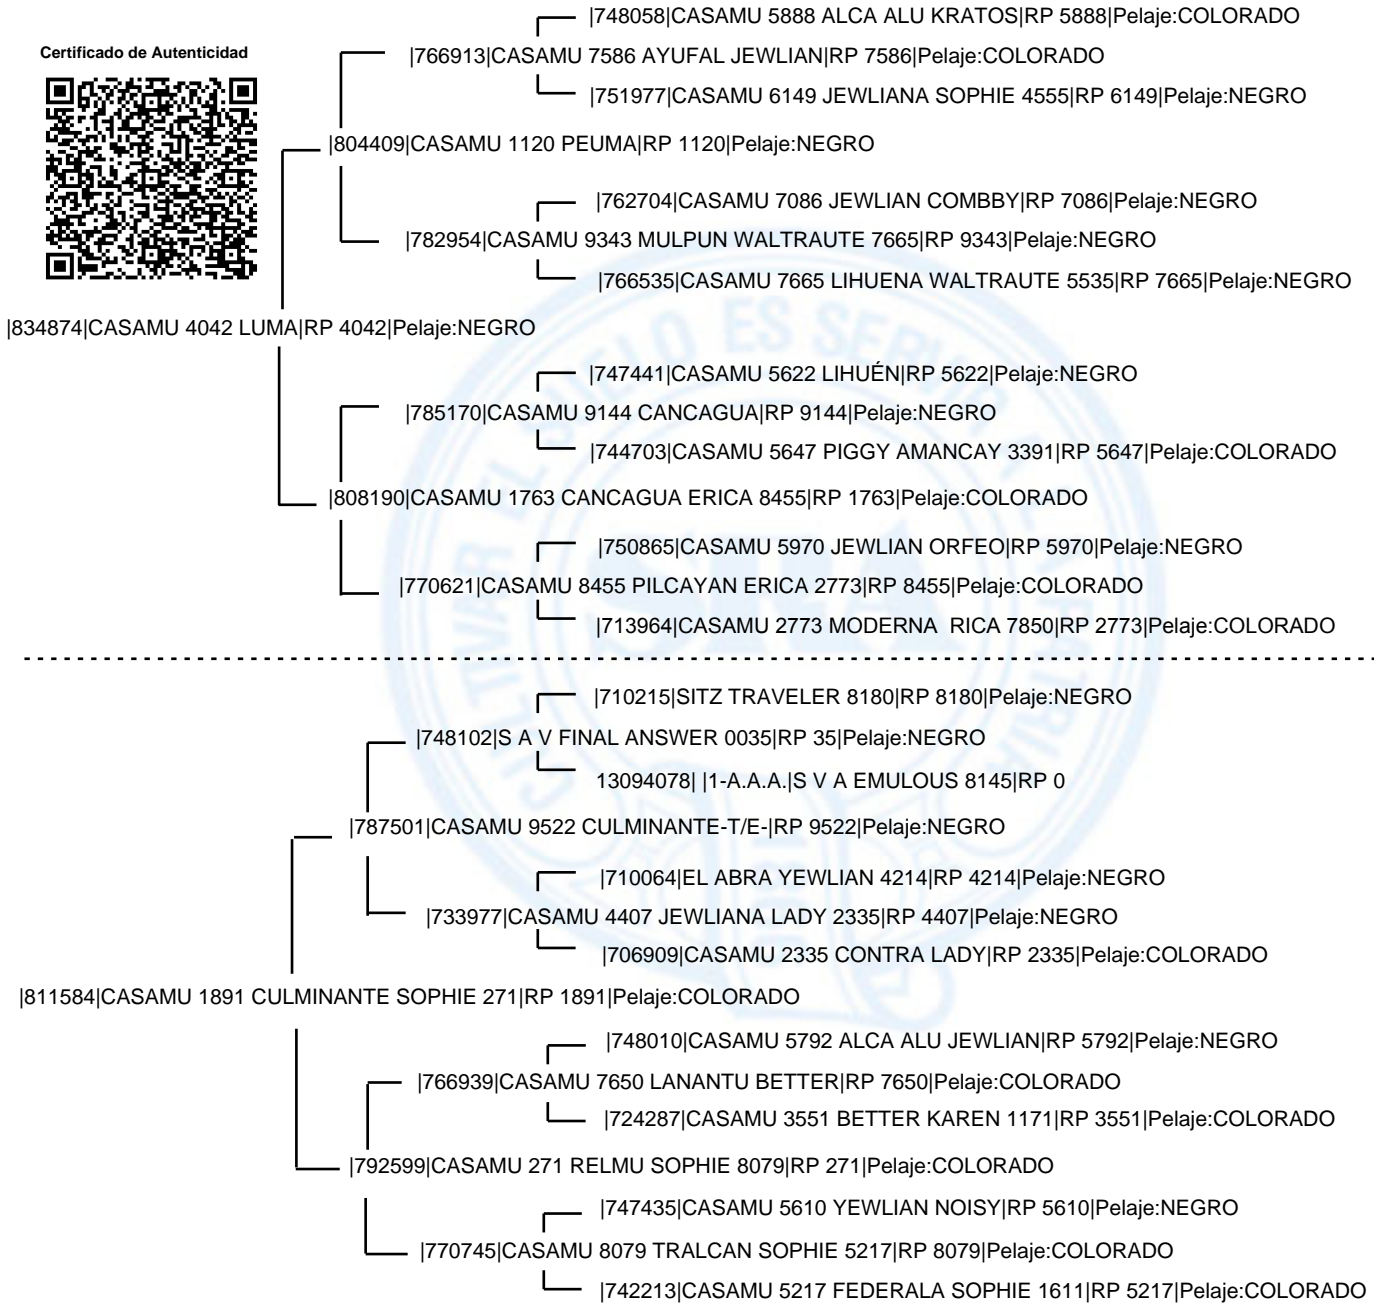 |748058|CASAMU 5888 ALCA ALU KRATOS|RP 5888|Pelaje:COLORADO
Certificado de Autenticidad
|766913|CASAMU 7586 AYUFAL JEWLIAN|RP 7586|Pelaje:COLORADO
|751977|CASAMU 6149 JEWLIANA SOPHIE 4555|RP 6149|Pelaje:NEGRO
|804409|CASAMU 1120 PEUMA|RP 1120|Pelaje:NEGRO
|762704|CASAMU 7086 JEWLIAN COMBBY|RP 7086|Pelaje:NEGRO
|782954|CASAMU 9343 MULPUN WALTRAUTE 7665|RP 9343|Pelaje:NEGRO
|766535|CASAMU 7665 LIHUENA WALTRAUTE 5535|RP 7665|Pelaje:NEGRO
|834874|CASAMU 4042 LUMA|RP 4042|Pelaje:NEGRO
|747441|CASAMU 5622 LIHUÉN|RP 5622|Pelaje:NEGRO
|785170|CASAMU 9144 CANCAGUA|RP 9144|Pelaje:NEGRO
|744703|CASAMU 5647 PIGGY AMANCAY 3391|RP 5647|Pelaje:COLORADO
|808190|CASAMU 1763 CANCAGUA ERICA 8455|RP 1763|Pelaje:COLORADO
|750865|CASAMU 5970 JEWLIAN ORFEO|RP 5970|Pelaje:NEGRO
|770621|CASAMU 8455 PILCAYAN ERICA 2773|RP 8455|Pelaje:COLORADO
|713964|CASAMU 2773 MODERNA  RICA 7850|RP 2773|Pelaje:COLORADO
|710215|SITZ TRAVELER 8180|RP 8180|Pelaje:NEGRO
|748102|S A V FINAL ANSWER 0035|RP 35|Pelaje:NEGRO
13094078| |1-A.A.A.|S V A EMULOUS 8145|RP 0
|787501|CASAMU 9522 CULMINANTE-T/E-|RP 9522|Pelaje:NEGRO
|710064|EL ABRA YEWLIAN 4214|RP 4214|Pelaje:NEGRO
|733977|CASAMU 4407 JEWLIANA LADY 2335|RP 4407|Pelaje:NEGRO
|706909|CASAMU 2335 CONTRA LADY|RP 2335|Pelaje:COLORADO
|811584|CASAMU 1891 CULMINANTE SOPHIE 271|RP 1891|Pelaje:COLORADO
|748010|CASAMU 5792 ALCA ALU JEWLIAN|RP 5792|Pelaje:NEGRO
|766939|CASAMU 7650 LANANTU BETTER|RP 7650|Pelaje:COLORADO
|724287|CASAMU 3551 BETTER KAREN 1171|RP 3551|Pelaje:COLORADO
|792599|CASAMU 271 RELMU SOPHIE 8079|RP 271|Pelaje:COLORADO
|747435|CASAMU 5610 YEWLIAN NOISY|RP 5610|Pelaje:NEGRO
|770745|CASAMU 8079 TRALCAN SOPHIE 5217|RP 8079|Pelaje:COLORADO
|742213|CASAMU 5217 FEDERALA SOPHIE 1611|RP 5217|Pelaje:COLORADO
CULTIVAR EL SUELO ES SERVIR A LA PATRIA
SRA
1866